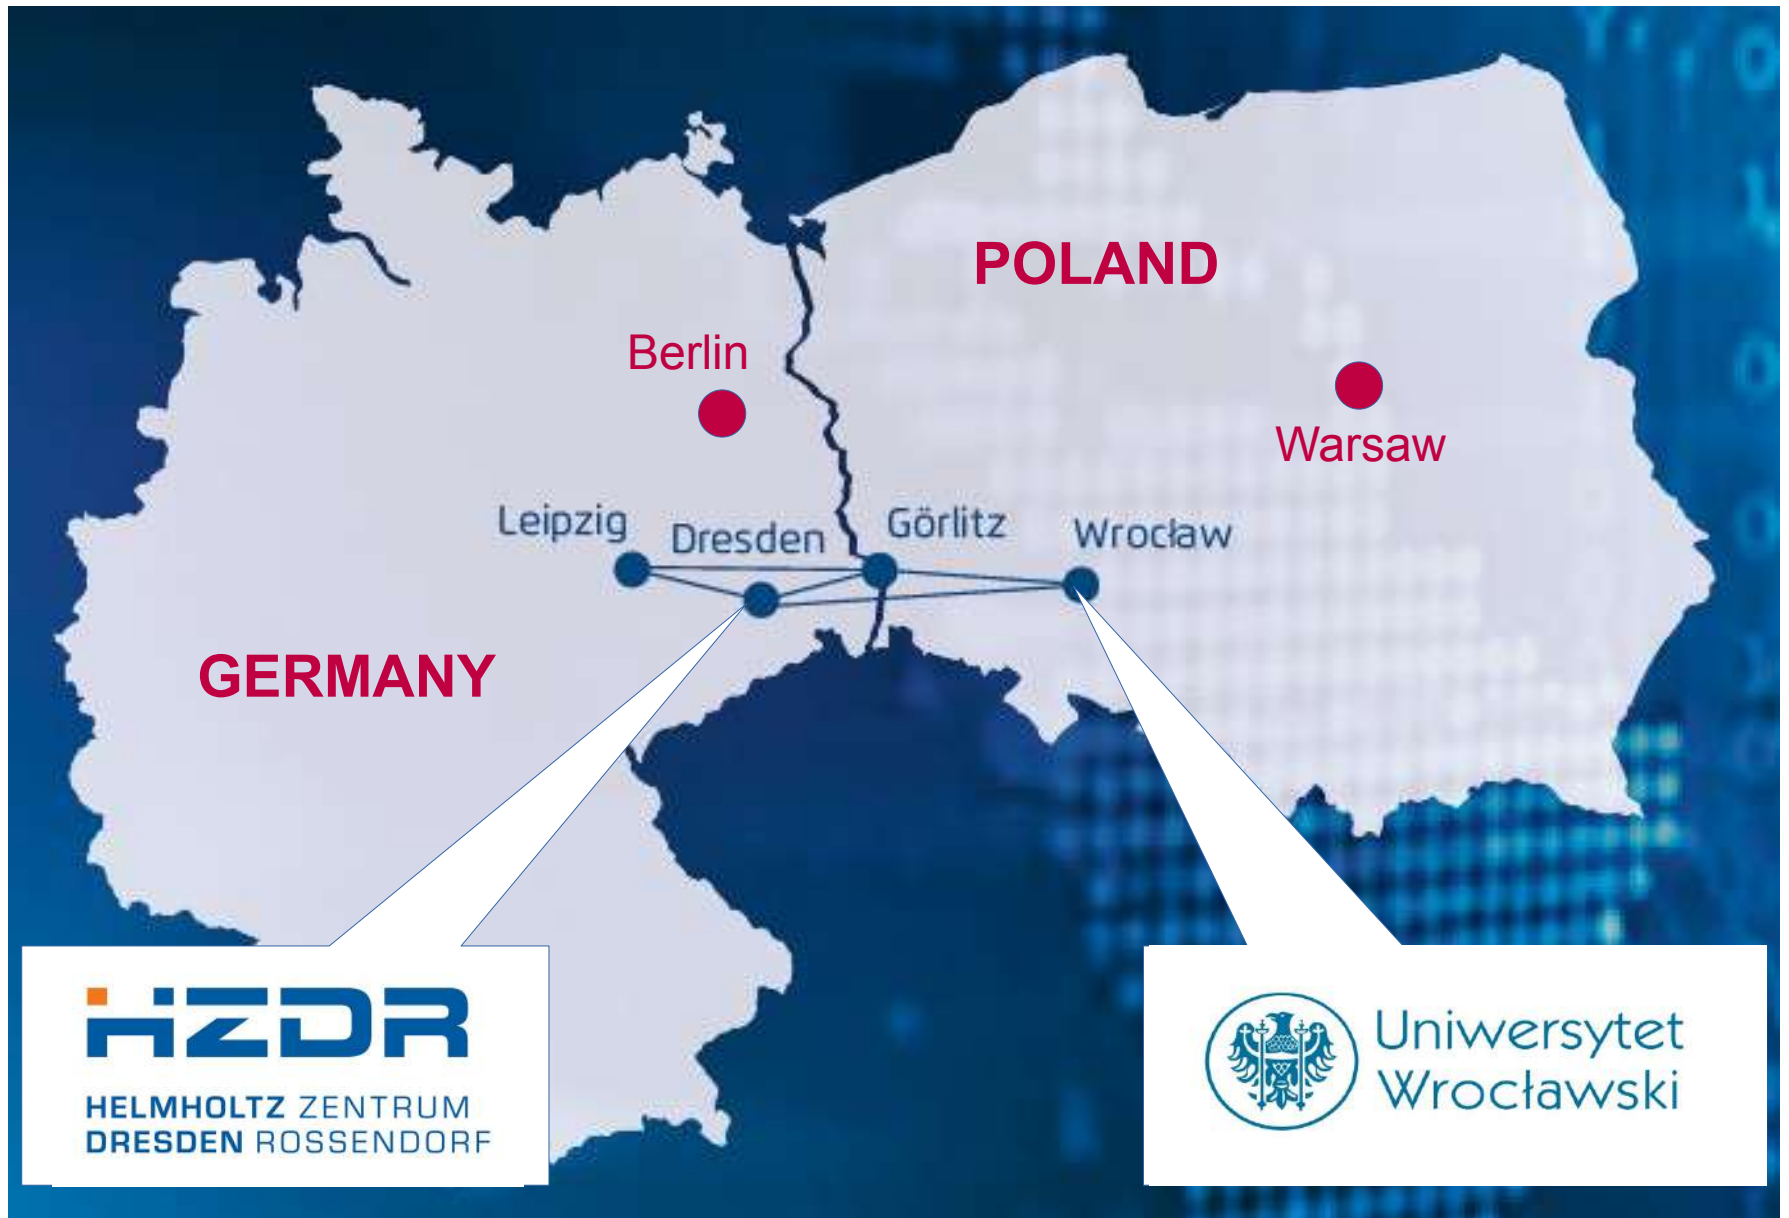 POLAND
Berlin
Warsaw
Leipzig
Dresden
Görlitz
Wrocław
GERMANY
HZDR
HELMHOLTZ ZENTRUM
DRESDEN ROSSENDORF
Uniwersytet
Wrocławski